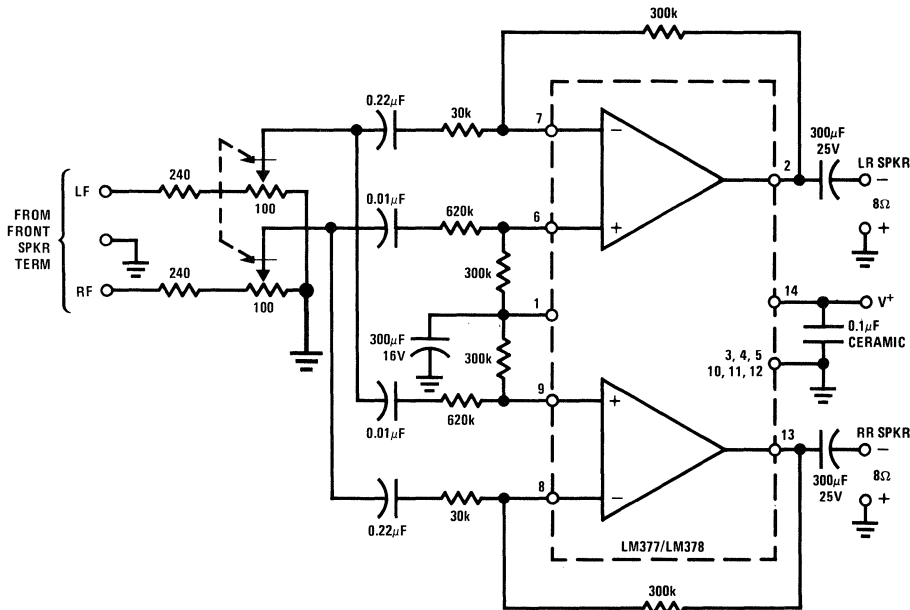 300k
0.22µF
30k
7
−
300µF
25V
2
LR SPKR
−
8Ω
+
FROM
FRONT
SPKR
TERM
LF
240
100
0.01µF
620k
6
+
300k
RF
240
100
1
300µF
16V
300k
14
V+
0.1µF
CERAMIC
3, 4, 5
10, 11, 12
0.01µF
620k
9
+
13
RR SPKR
−
300µF
25V
8Ω
+
0.22µF
30k
8
−
LM377/LM378
300k